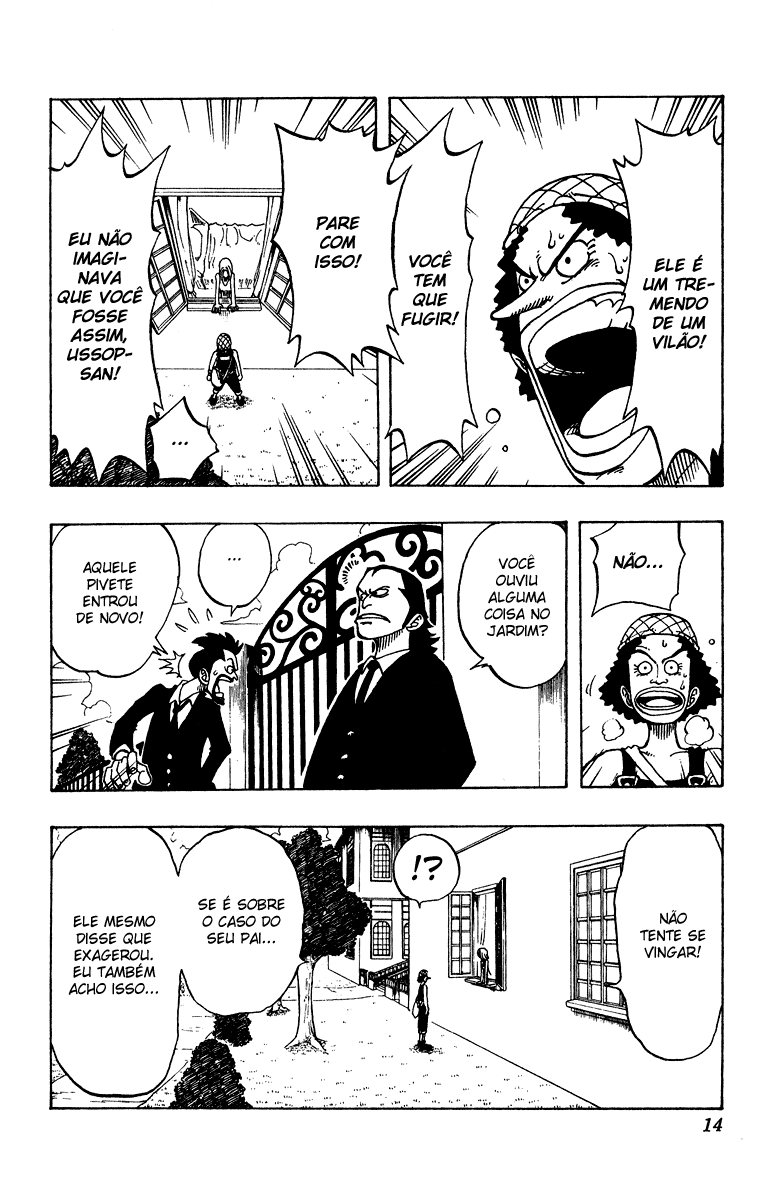 ELE É
UM TRE-
MENDO
DE UM
VILÃO!
VOCÊ
TEM
QUE
FUGIR!
PARE
COM
ISSO!
EU NÃO
IMAGI-
NAVA
QUE VOCÊ
FOSSE
ASSIM,
USSOP-
SAN!
...
NÃO...
VOCÊ
OUVIU
ALGUMA
COISA NO
JARDIM?
...
AQUELE
PIVETE
ENTROU
DE NOVO!
NÃO
TENTE SE
VINGAR!
!?
SE É SOBRE
O CASO DO
SEU PAI...
ELE MESMO
DISSE QUE
EXAGEROU.
EU TAMBÉM
ACHO ISSO...
14